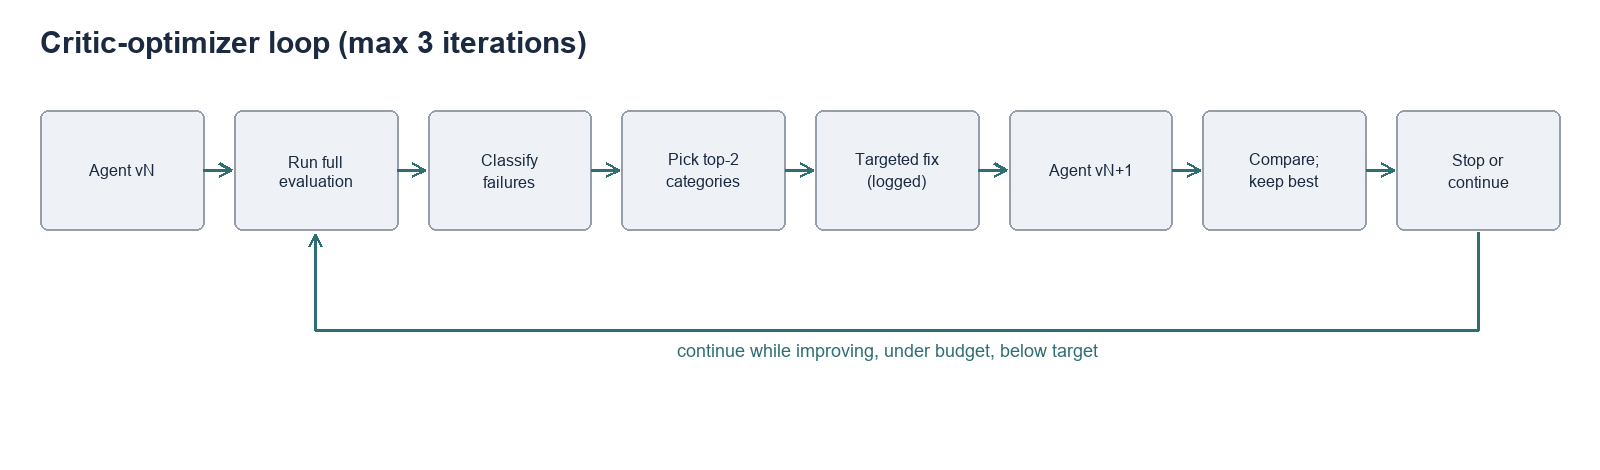 Critic-optimizer loop (max 3 iterations)
Agent vN
Run full
evaluation
Classify
failures
Pick top-2
categories
Targeted fix
(logged)
Agent vN+1
Compare;
keep best
Stop or
continue
continue while improving, under budget, below target